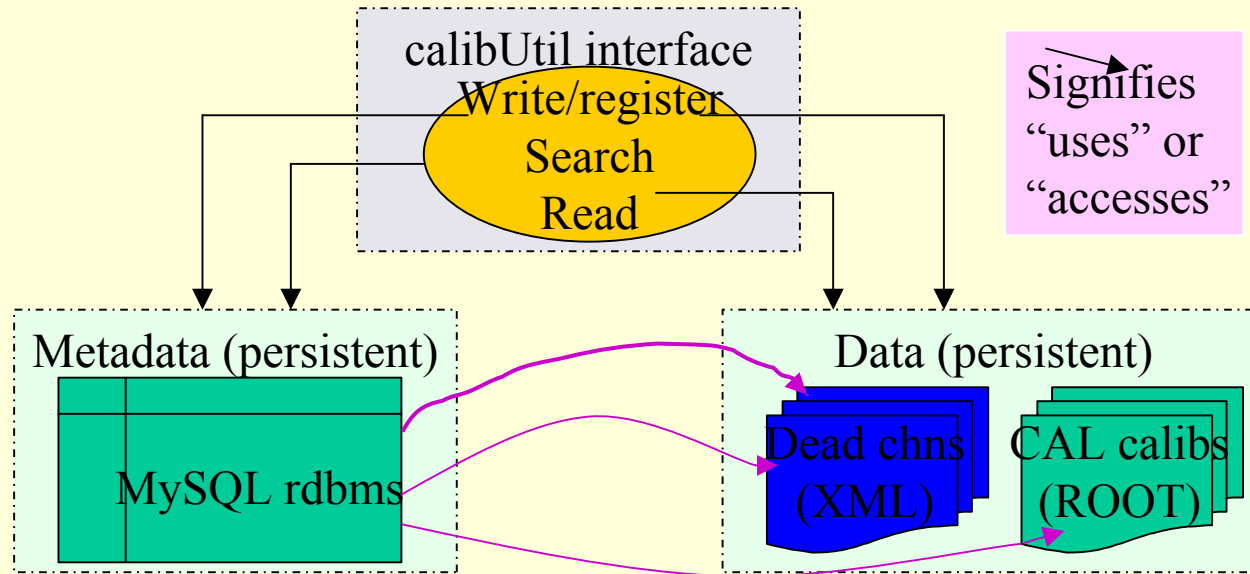 calibUtil interface
Write/register
Search
Read
Signifies
“uses” or
“accesses”
Metadata (persistent)
MySQL rdbms
Data (persistent)
Dead chns
(XML)
CAL calibs
(ROOT)